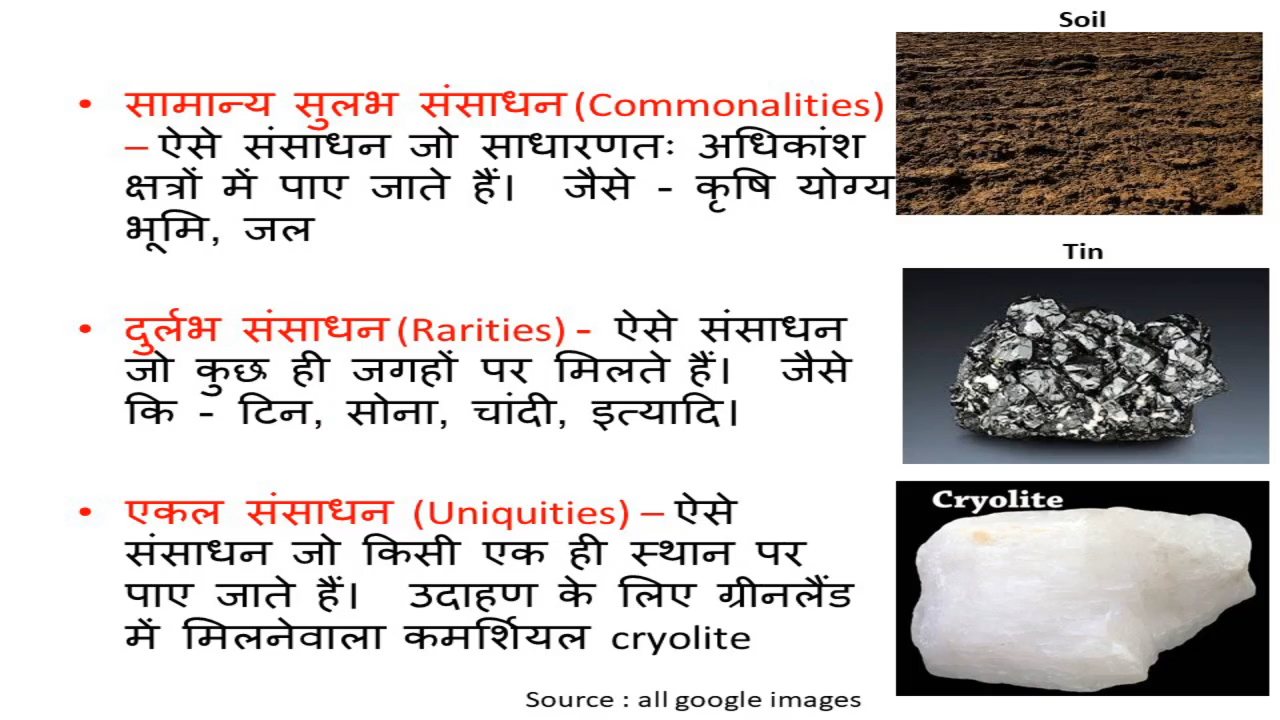 Soil
• सामान्य सुलभ संसाधन (Commonalities)
– ऐसे संसाधन जो साधारणतः अधिकांश
क्षत्रों में पाए जाते हैं। जैसे - कृषि योग्य
भूमि, जल
Tin
• दुर्लभ संसाधन (Rarities) - ऐसे संसाधन
जो कुछ ही जगहों पर मिलते हैं। जैसे
कि - टिन, सोना, चांदी, इत्यादि।
• एकल संसाधन (Uniquities) – ऐसे
संसाधन जो किसी एक ही स्थान पर
पाए जाते हैं। उदाहण के लिए ग्रीनलैंड
में मिलनेवाला कमर्शियल cryolite
Cryolite
Source : all google images